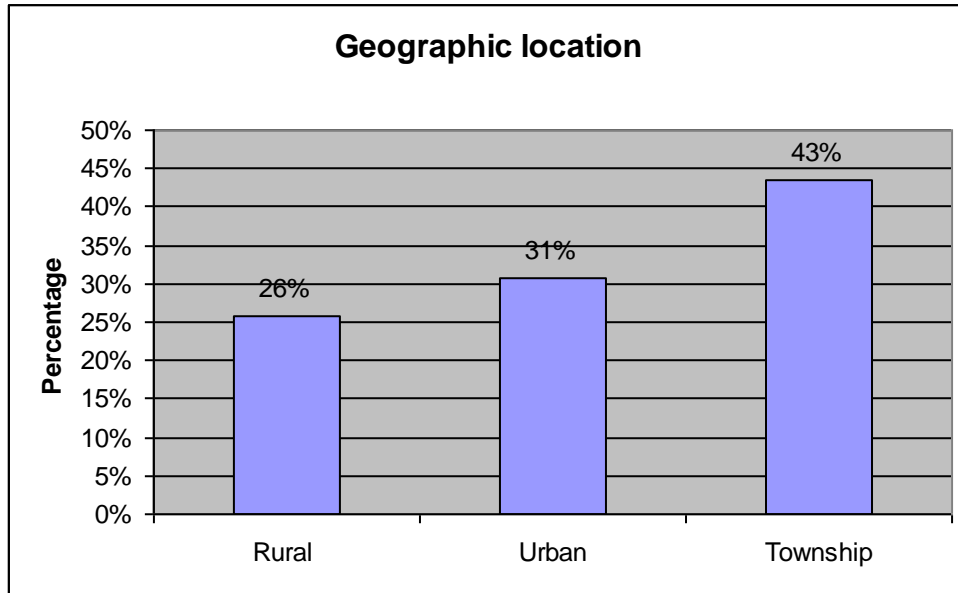 Geographic location
Percentage
50%
45%
40%
35%
30%
25%
20%
15%
10%
5%
0%
26%
31%
43%
Rural
Urban
Township